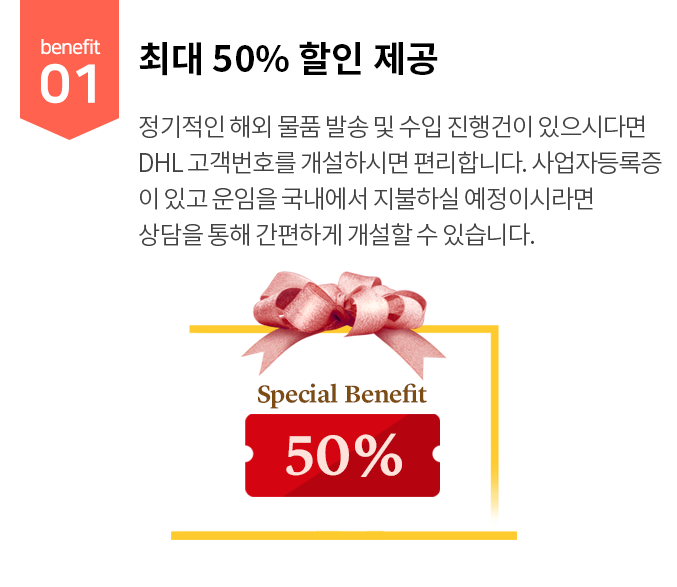 benefit
01
최대 50% 할인 제공
정기적인 해외 물품 발송 및 수입 진행건이 있으시다면
DHL 고객번호를 개설하시면 편리합니다. 사업자등록증
이 있고 운임을 국내에서 지불하실 예정이시라면
상담을 통해 간편하게 개설할 수 있습니다.
Special Benefit
50%